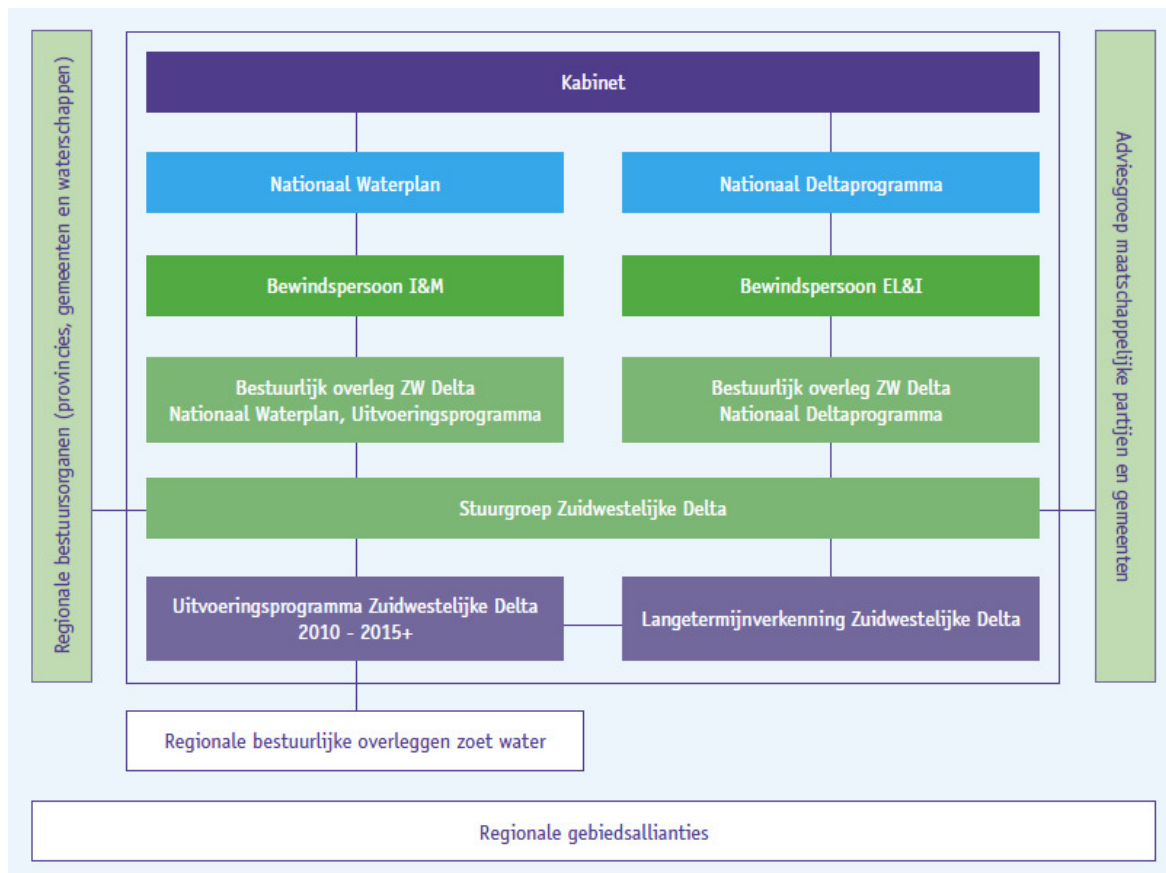 Regionale bestuursorganen (provincies, gemeenten en waterschappen)
Kabinet
Nationaal Waterplan
Nationaal Deltaprogramma
Bewindspersoon I&M
Bewindspersoon EL&I
Bestuurlijk overleg ZW Delta
Nationaal Waterplan, Uitvoeringsprogramma
Bestuurlijk overleg ZW Delta
Nationaal Deltaprogramma
Stuurgroep Zuidwestelijke Delta
Uitvoeringsprogramma Zuidwestelijke Delta
2010 - 2015+
Langetermijnverkenning Zuidwestelijke Delta
Adviesgroep maatschappelijke partijen en gemeenten
Regionale bestuurlijke overleggen zoet water
Regionale gebiedsallianties